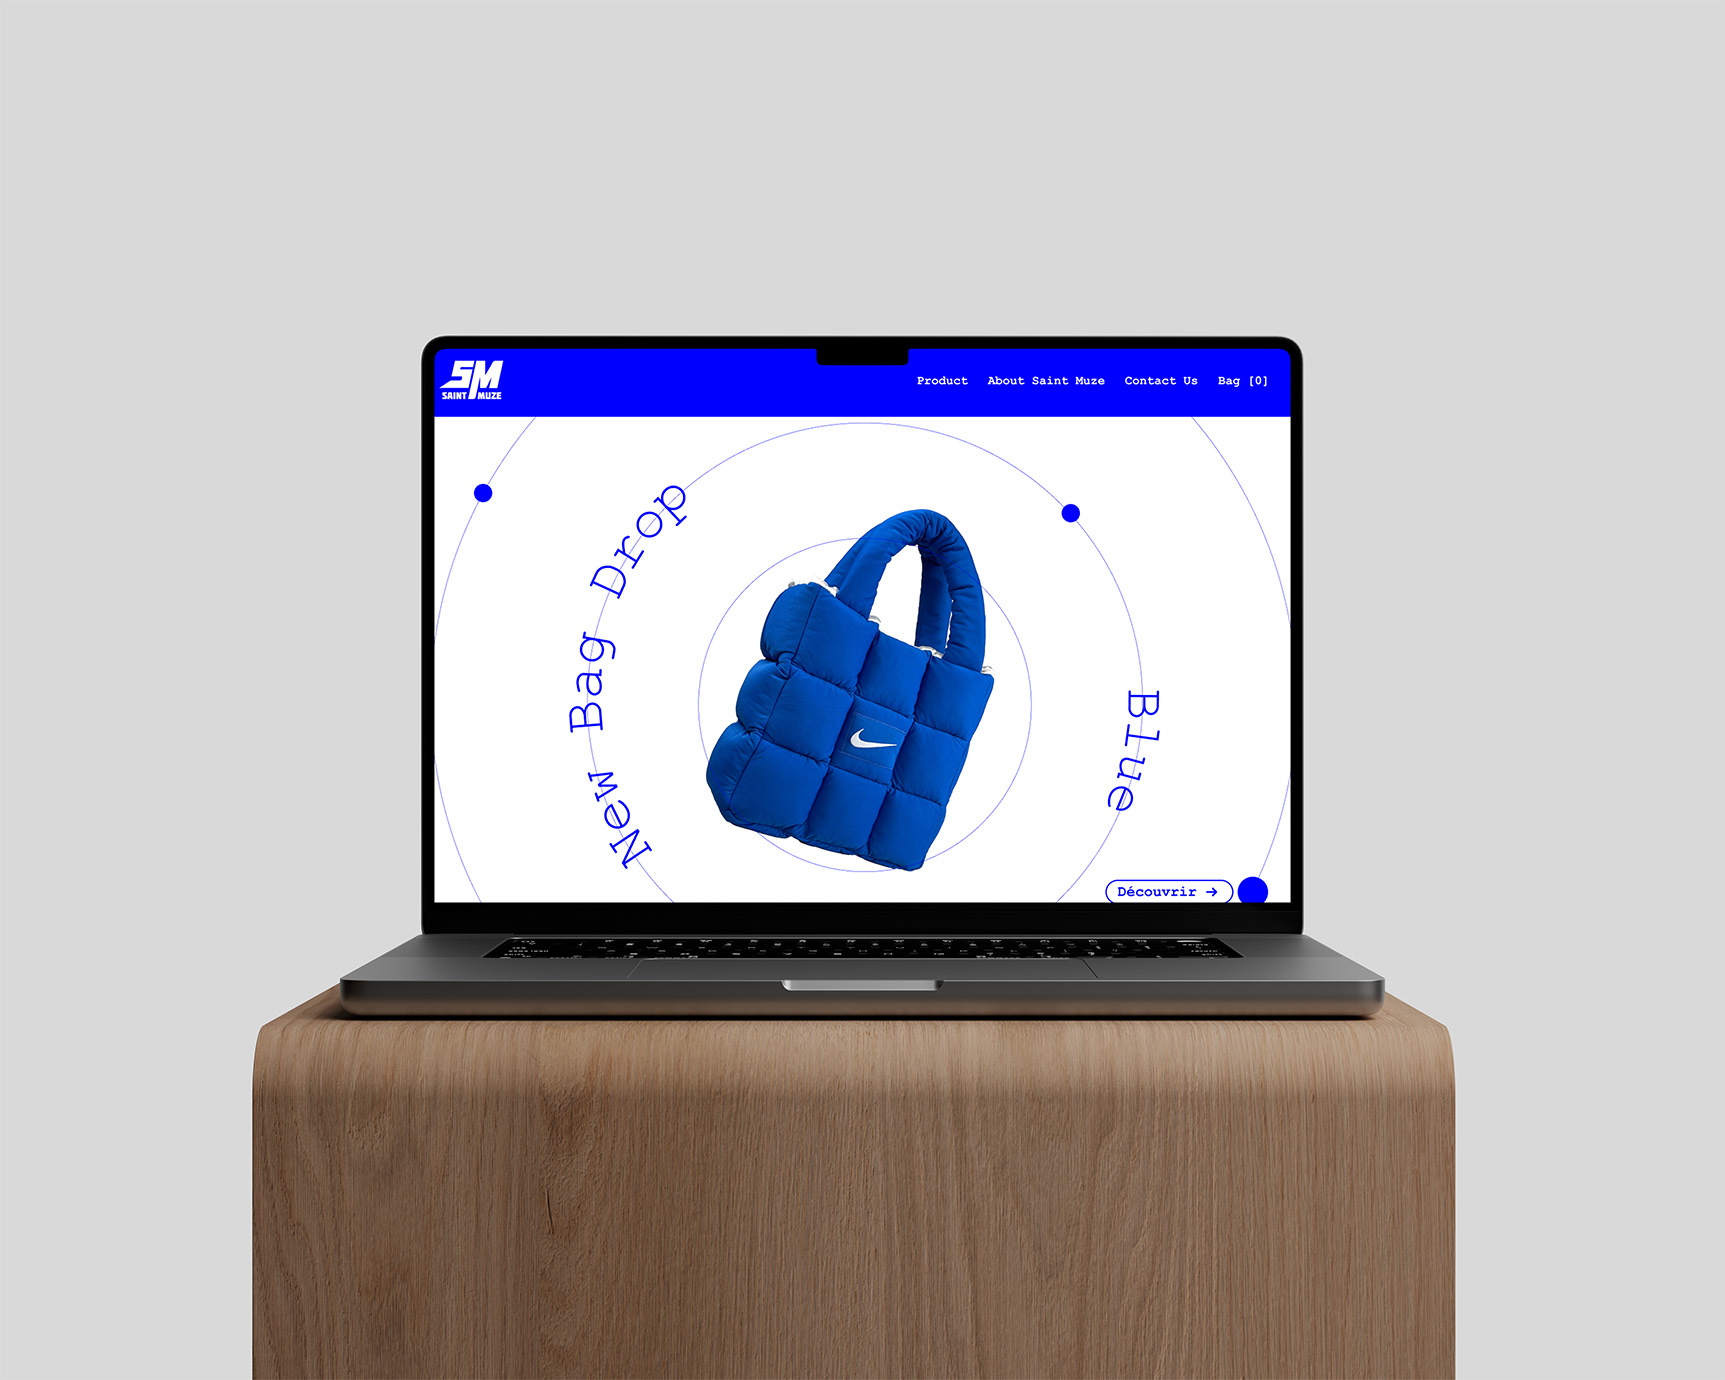 SM
SAINT MUZE
Product About Saint Muze Contact Us Bag [0]
New Bag Drop
Blue
Découvrir →